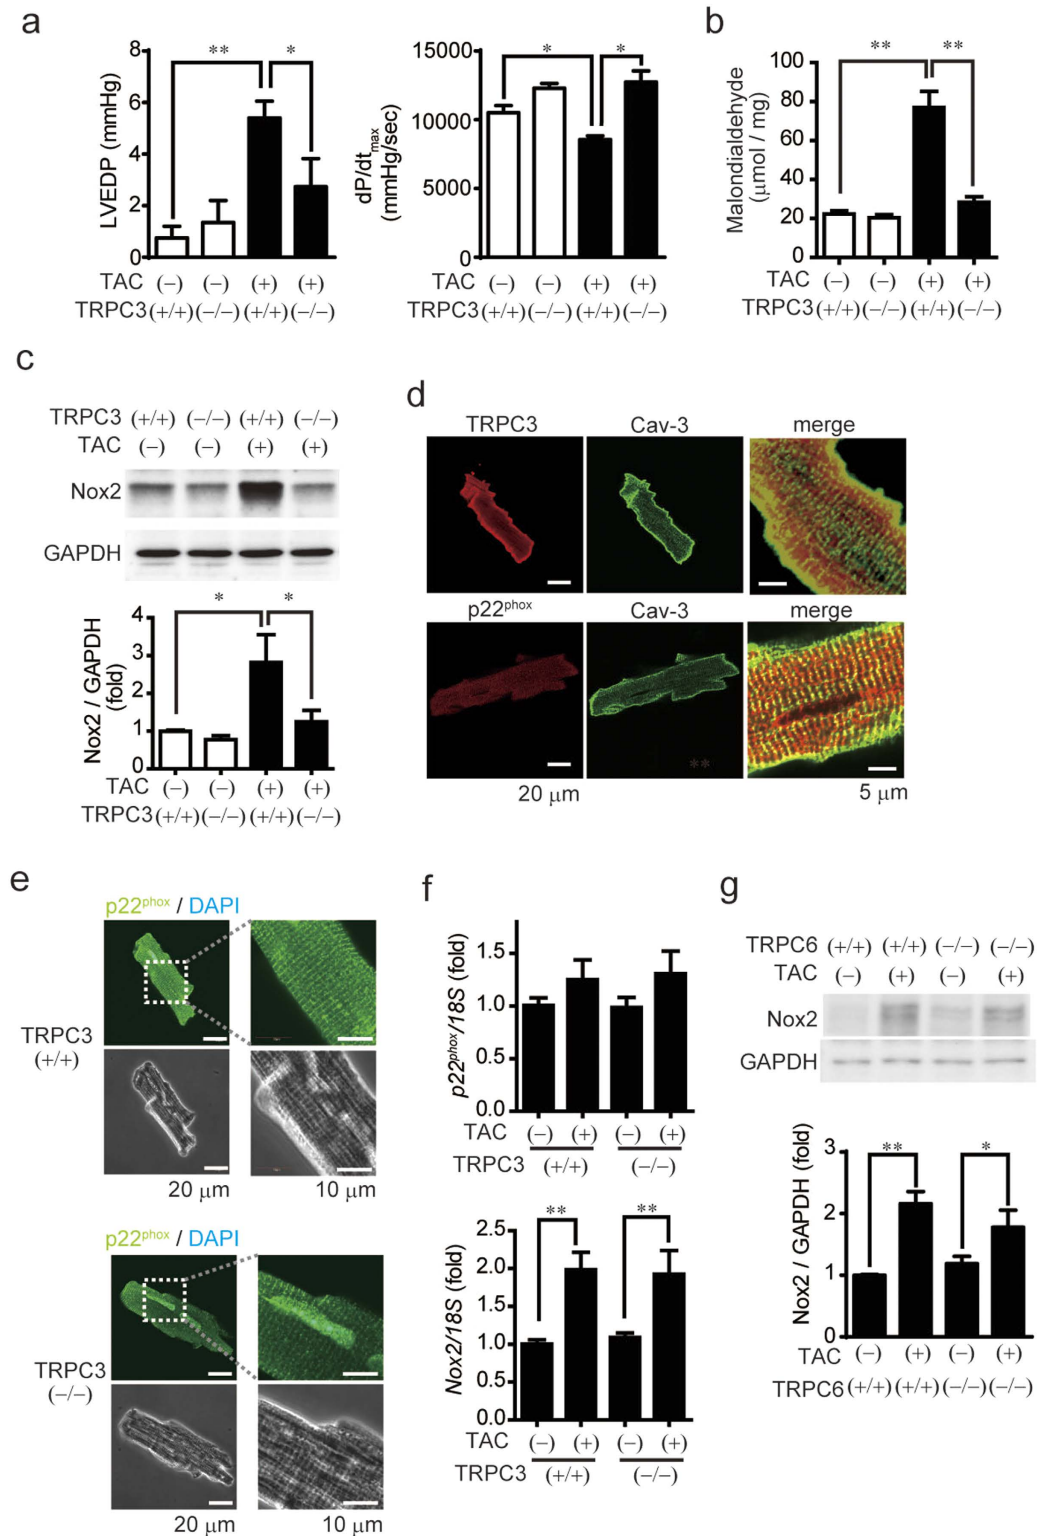 a
8
6
4
2
0
LVEDP (mmHg)
** *
TAC (−) (−) (+) (+)
TRPC3 (+/+) (−/−) (+/+) (−/−)
15000
10000
5000
0
dP/dtmax
(mmHg/sec)
* *
(−) (−) (+) (+)
(+/+) (−/−) (+/+) (−/−)
b
100
80
60
40
20
0
Malondialdehyde
(μmol / mg)
** **
TAC (−) (−) (+) (+)
TRPC3 (+/+) (−/−) (+/+) (−/−)
c
TRPC3 (+/+) (−/−) (+/+) (−/−)
TAC (−) (−) (+) (+)
Nox2
GAPDH
* *
4
3
2
1
0
Nox2 / GAPDH
(fold)
TAC (−) (−) (+) (+)
TRPC3 (+/+) (−/−) (+/+) (−/−)
d
TRPC3 Cav-3 merge
p22phox Cav-3 merge
**
20 μm 5 μm
e
p22phox / DAPI
TRPC3
(+/+)
20 μm 10 μm
p22phox / DAPI
TRPC3
(−/−)
20 μm 10 μm
f
1.5
1.0
0.5
0.0
p22phox/18S (fold)
TAC (−) (+) (−) (+)
TRPC3 (+/+) (−/−)
** **
2.5
2.0
1.5
1.0
0.5
0.0
Nox2/18S (fold)
TAC (−) (+) (−) (+)
TRPC3 (+/+) (−/−)
g
TRPC6 (+/+) (+/+) (−/−) (−/−)
TAC (−) (+) (−) (+)
Nox2
GAPDH
** *
3
2
1
0
Nox2 / GAPDH (fold)
TAC (−) (+) (−) (+)
TRPC6 (+/+) (+/+) (−/−) (−/−)